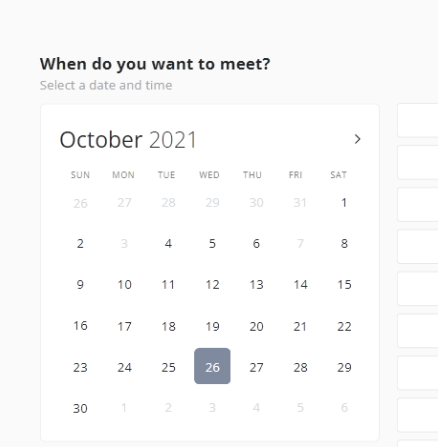 When do you want to meet?
Select a date and time
October 2021
SUN MON TUE WED THU FRI SAT
26 27 28 29 30 31 1
2 3 4 5 6 7 8
9 10 11 12 13 14 15
16 17 18 19 20 21 22
23 24 25 26 27 28 29
30 1 2 3 4 5 6